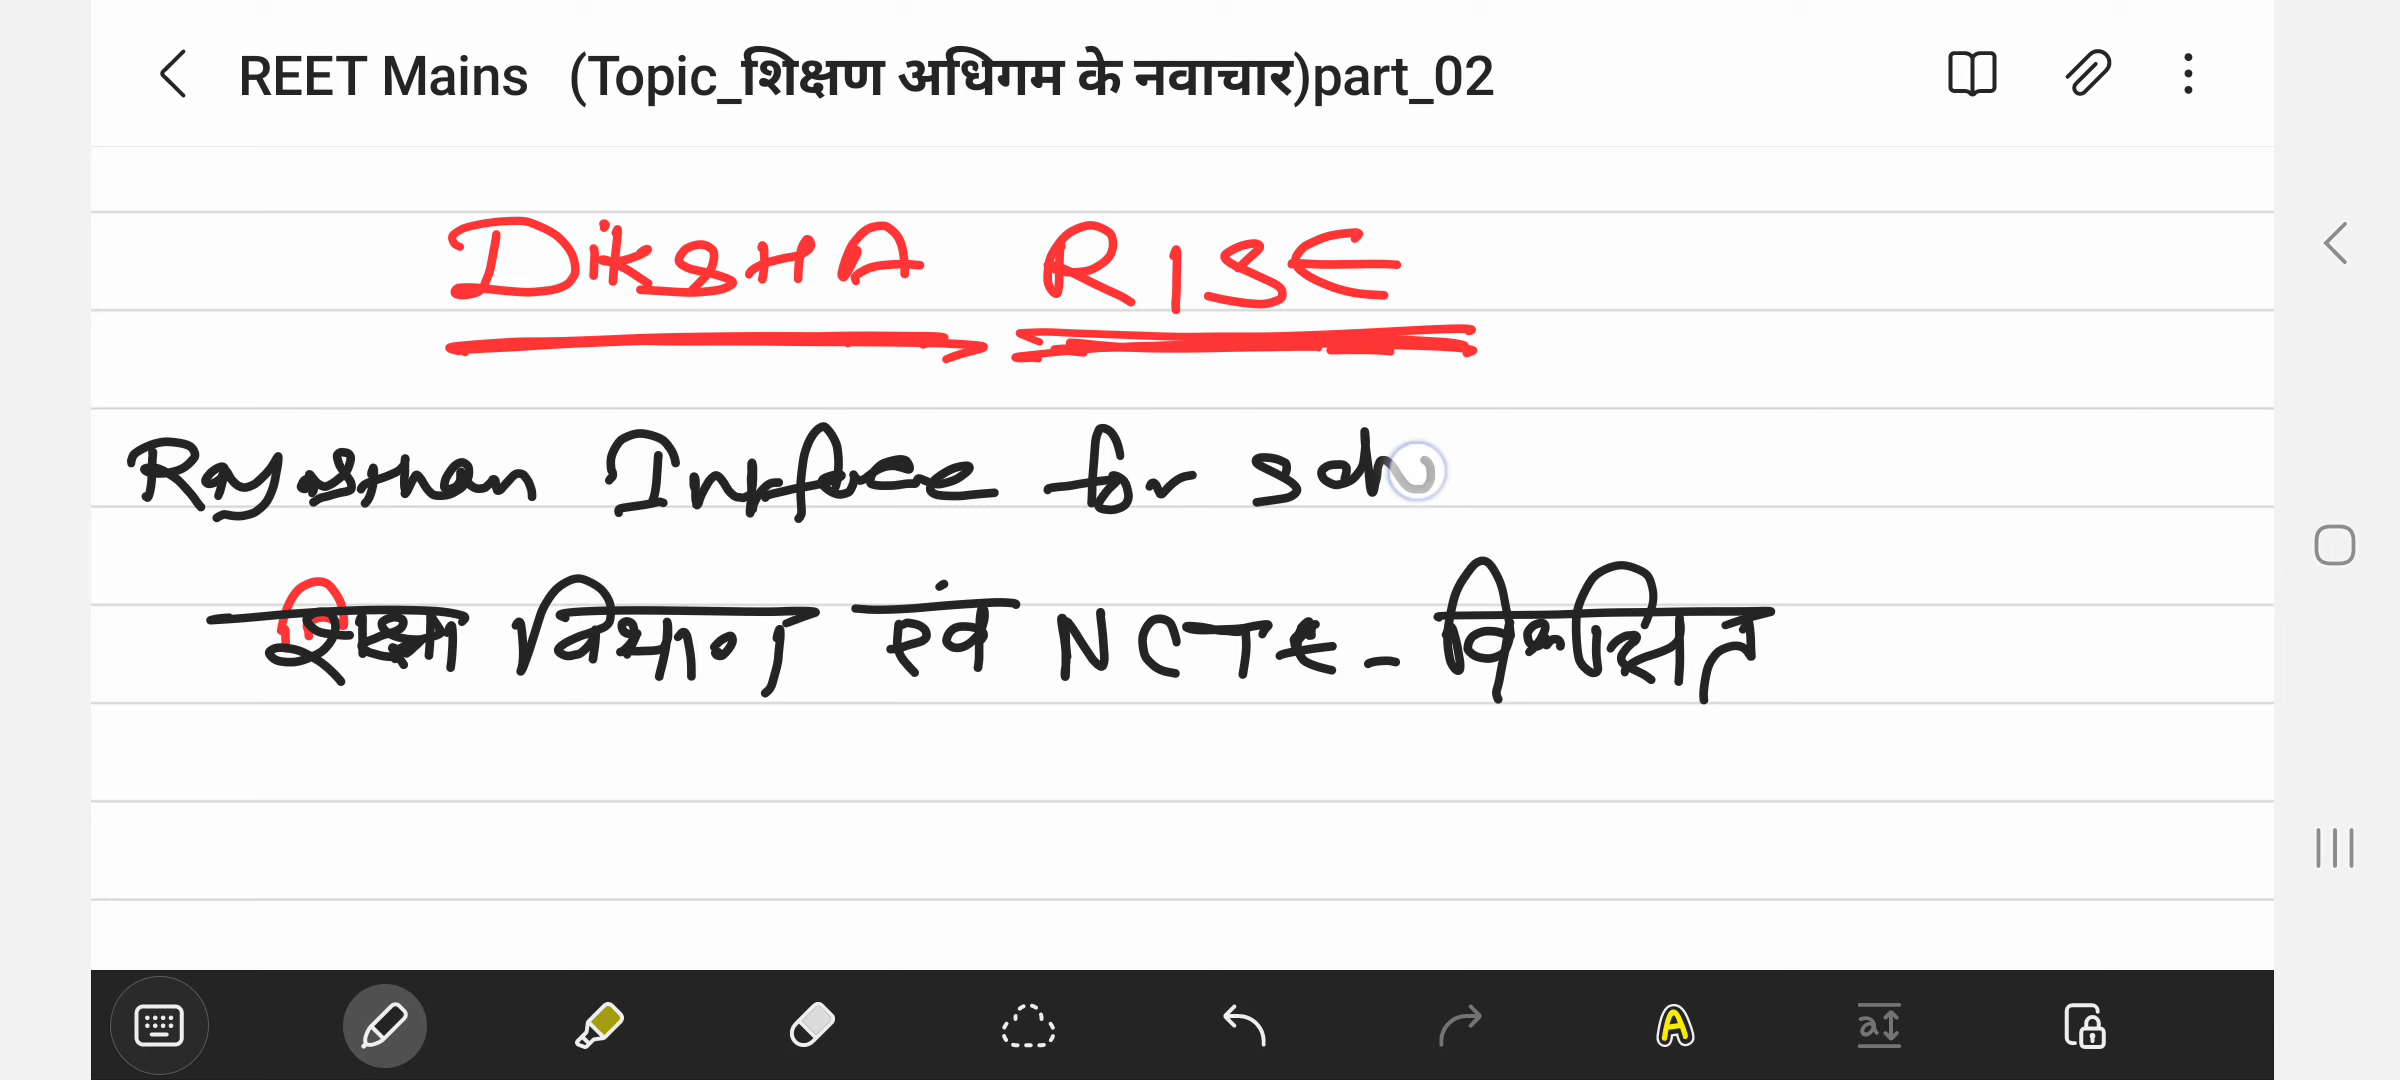 REET Mains (Topic_शिक्षण अधिगम के नवाचार)part_02
DikSHA RISE
Rajasthan Interface for sch
शिक्षा विभाग एवं NCTE - विकसित